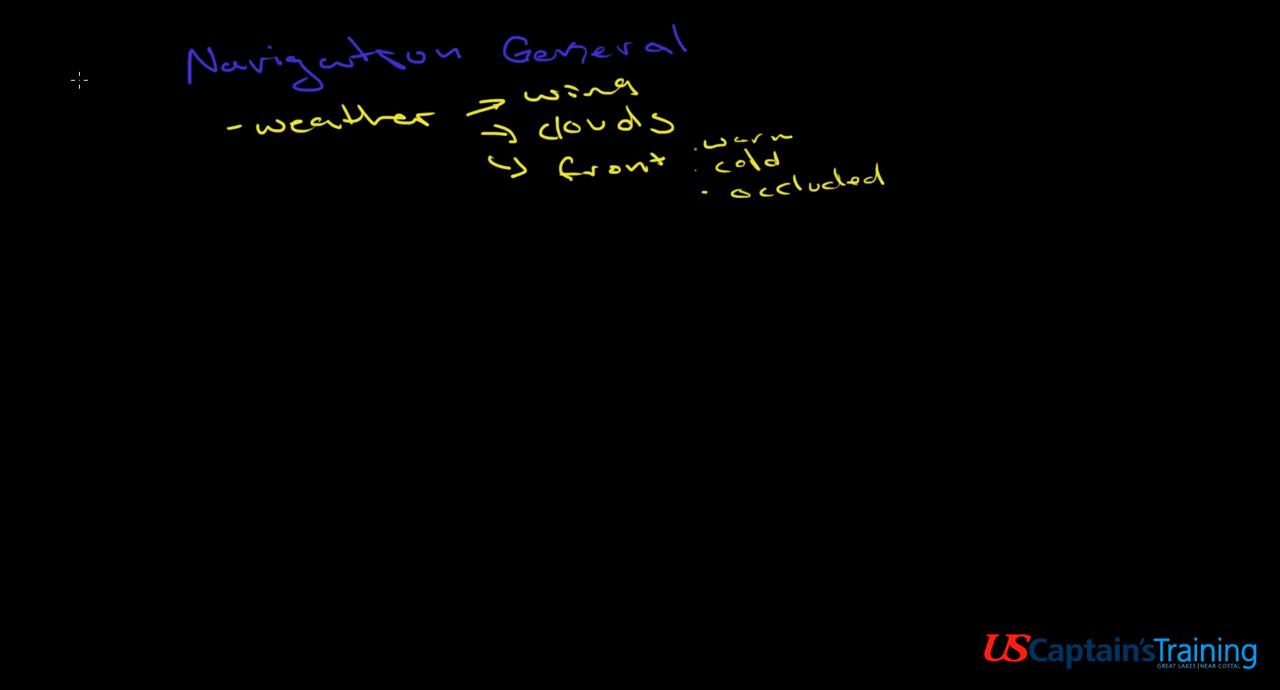 Navigation General
- weather → wind
→ clouds
→ front . warm
. cold
- occluded
USCaptain'sTraining
GREAT LAKES | NEAR COSTAL